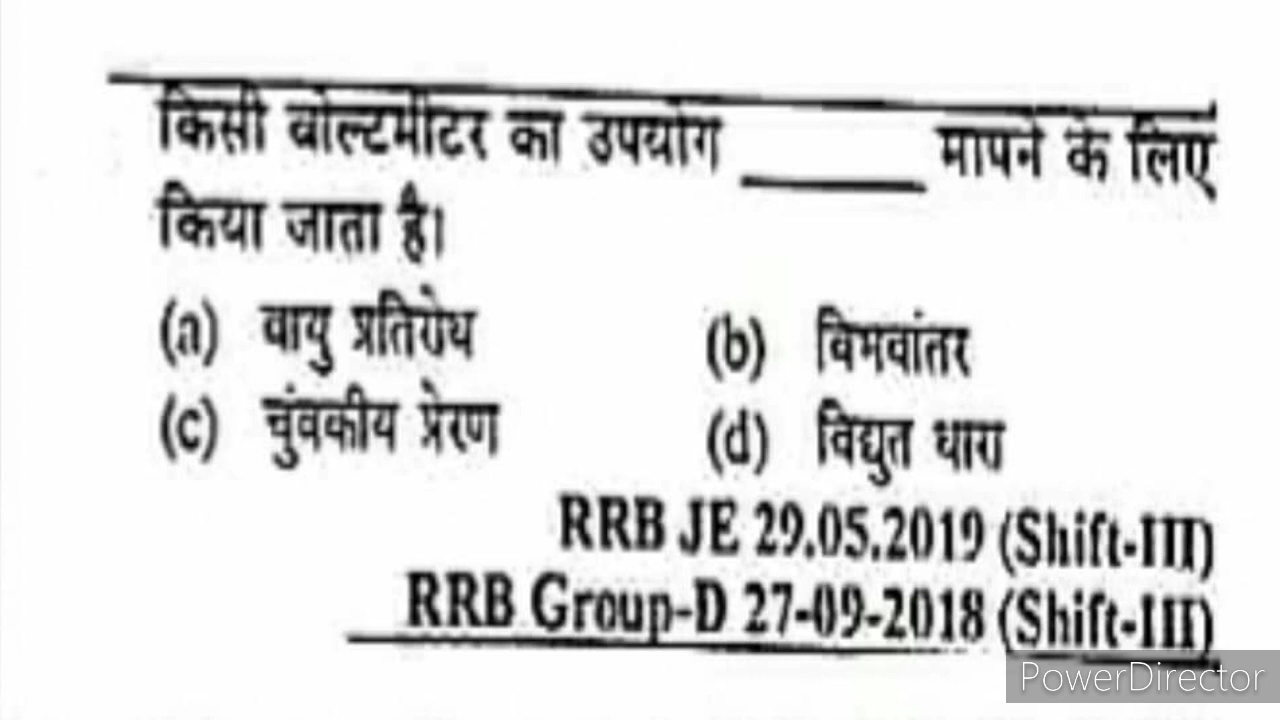 किसी वोल्टमीटर का उपयोग ______ मापने के लिए
किया जाता है।
(a) वायु प्रतिरोध (b) विभवांतर
(c) चुंवकीय प्रेरण (d) विद्युत धारा
RRB JE 29.05.2019 (Shift-III)
RRB Group-D 27-09-2018 (Shift-III)
PowerDirector